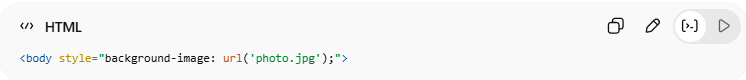 HTML
<body style="background-image: url('photo.jpg');">